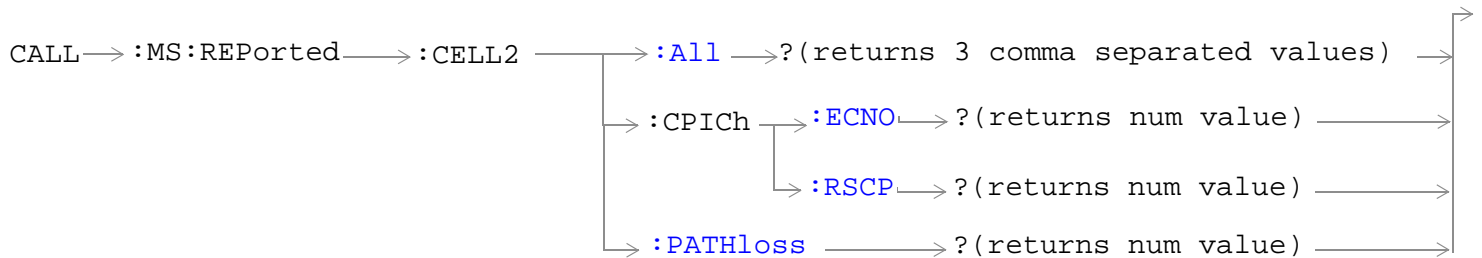 CALL :MS:REPorted :CELL2 :All ?(returns 3 comma separated values)
:CPICh :ECNO ?(returns num value)
:RSCP ?(returns num value)
:PATHloss ?(returns num value)